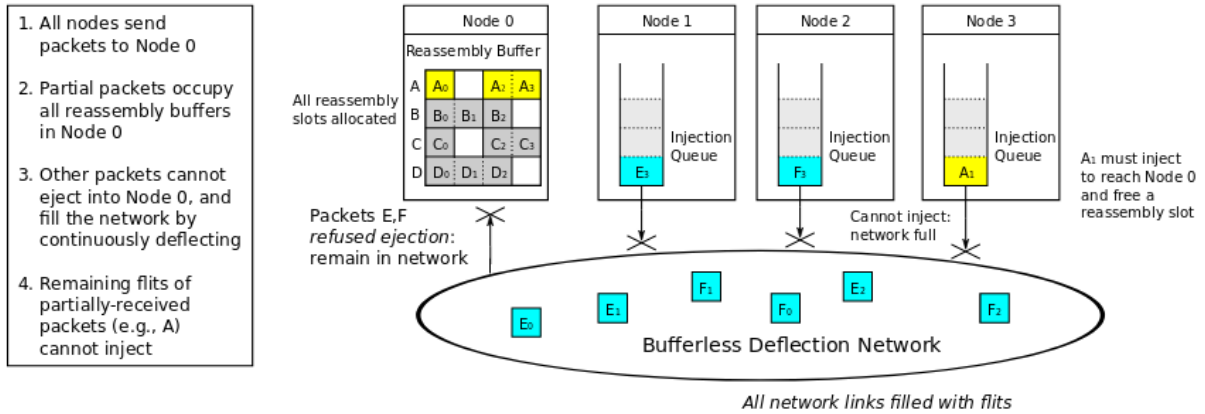 1. All nodes send
packets to Node 0
2. Partial packets occupy
all reassembly buffers
in Node 0
3. Other packets cannot
eject into Node 0, and
fill the network by
continuously deflecting
4. Remaining flits of
partially-received
packets (e.g., A)
cannot inject
Node 0
Reassembly Buffer
All reassembly
slots allocated
A A₀ A₂ A₃
B B₀ B₁ B₂
C C₀ C₂ C₃
D D₀ D₁ D₂
Node 1
Injection
Queue
E₃
Node 2
Injection
Queue
F₃
Node 3
Injection
Queue
A₁
A₁ must inject
to reach Node 0
and free a
reassembly slot
Packets E,F
refused ejection:
remain in network
Cannot inject:
network full
E₀ E₁ F₁ F₀ E₂ F₂
Bufferless Deflection Network
All network links filled with flits